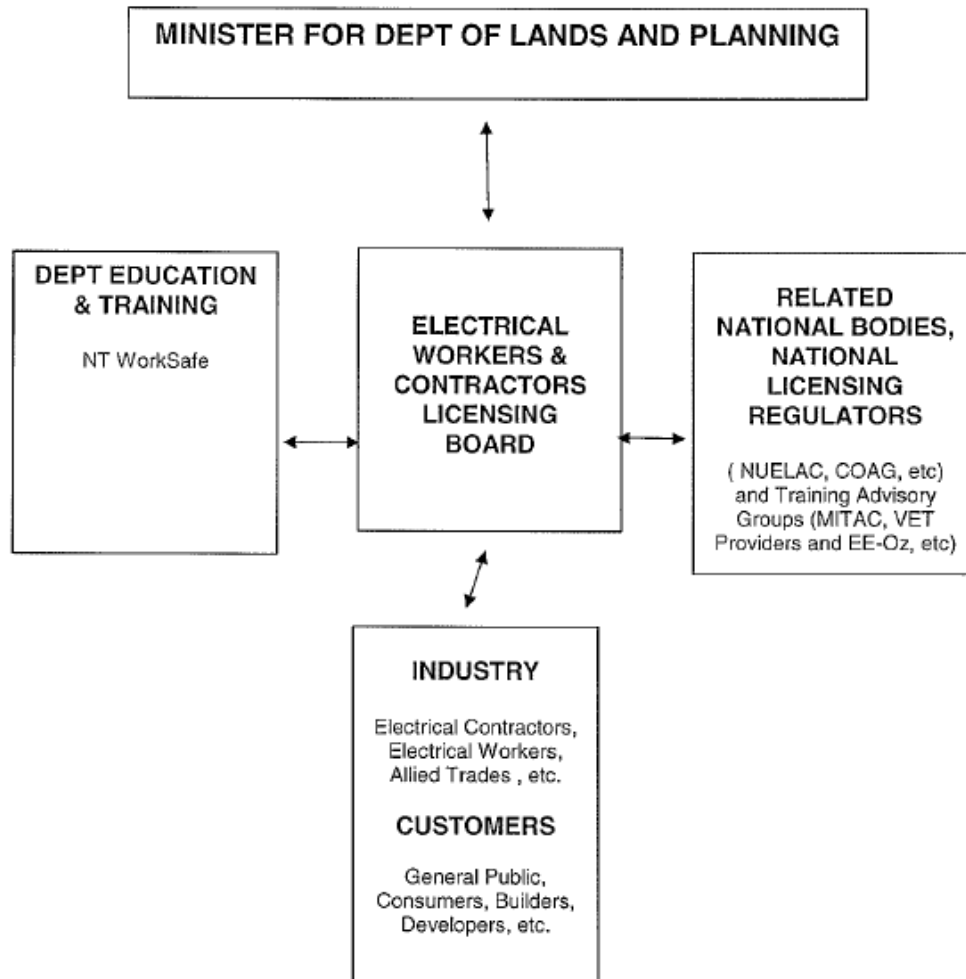 MINISTER FOR DEPT OF LANDS AND PLANNING
DEPT EDUCATION
& TRAINING
NT WorkSafe
ELECTRICAL
WORKERS &
CONTRACTORS
LICENSING
BOARD
RELATED
NATIONAL BODIES,
NATIONAL
LICENSING
REGULATORS
( NUELAC, COAG, etc)
and Training Advisory
Groups (MITAC, VET
Providers and EE-Oz, etc)
INDUSTRY
Electrical Contractors,
Electrical Workers,
Allied Trades , etc.
CUSTOMERS
General Public,
Consumers, Builders,
Developers, etc.